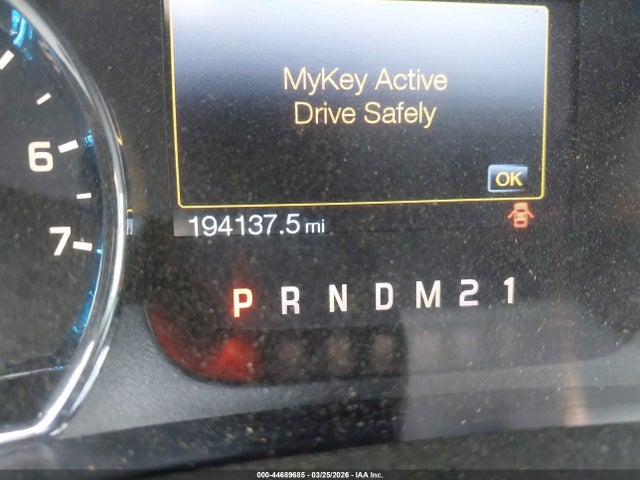 MyKey Active
Drive Safely
OK
6
7
194137.5 mi
P R N D M 2 1
000-44689685 - 03/25/2026 - IAA Inc.